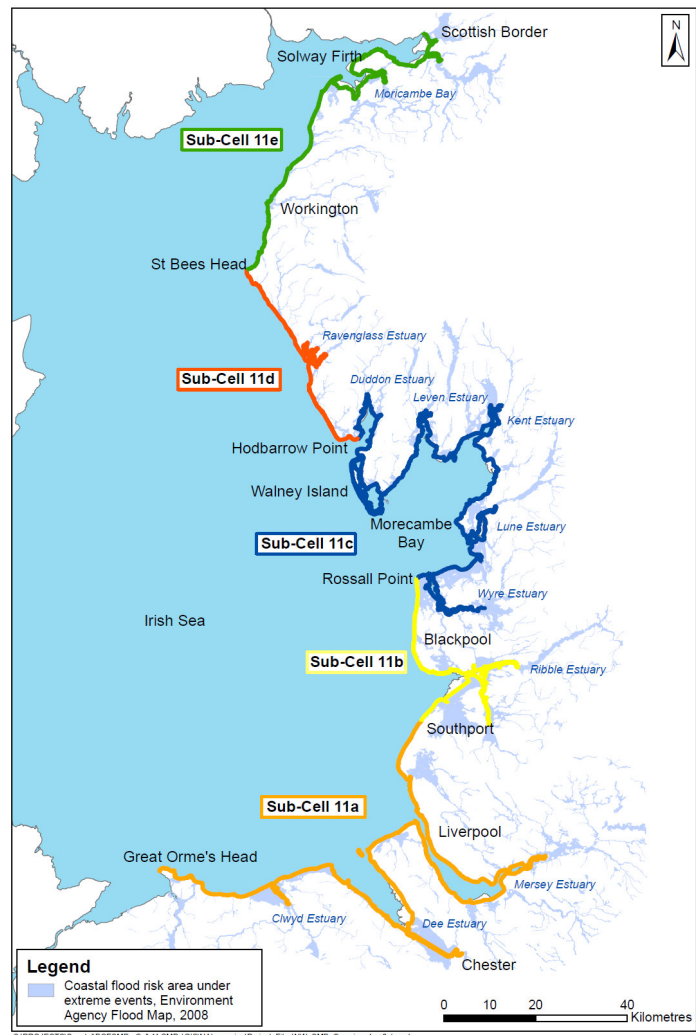 N
Scottish Border
Solway Firth
Moricambe Bay
Sub-Cell 11e
Workington
St Bees Head
Ravenglass Estuary
Sub-Cell 11d
Duddon Estuary
Leven Estuary
Kent Estuary
Hodbarrow Point
Walney Island
Morecambe
Bay
Lune Estuary
Sub-Cell 11c
Rossall Point
Wyre Estuary
Irish Sea
Blackpool
Sub-Cell 11b
Ribble Estuary
Southport
Sub-Cell 11a
Liverpool
Great Orme's Head
Mersey Estuary
Clwyd Estuary
Dee Estuary
Chester
Legend
Coastal flood risk area under
extreme events, Environment
Agency Flood Map, 2008
0 10 20 40
Kilometres